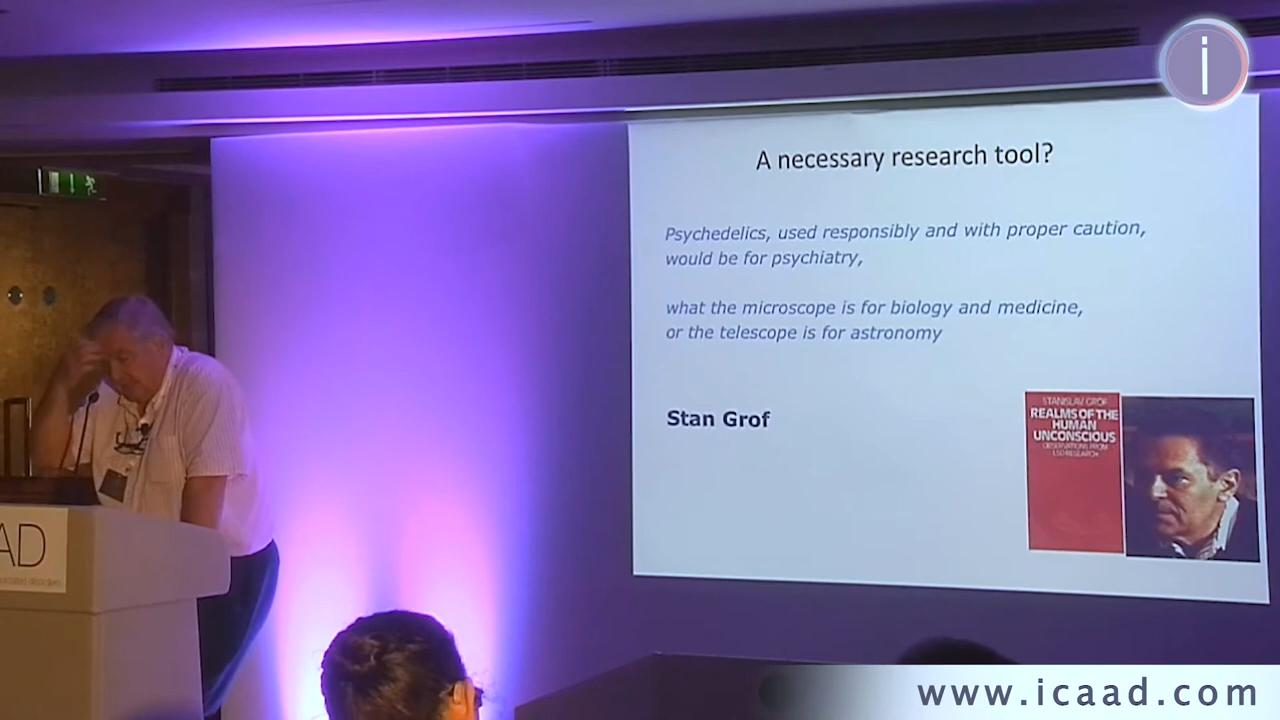 i
A necessary research tool?
Psychedelics, used responsibly and with proper caution,
would be for psychiatry,
what the microscope is for biology and medicine,
or the telescope is for astronomy
Stan Grof
STANISLAV GROF
REALMS OF THE
HUMAN
UNCONSCIOUS
OBSERVATIONS FROM
LSD RESEARCH
AD
disorders
www.icaad.com